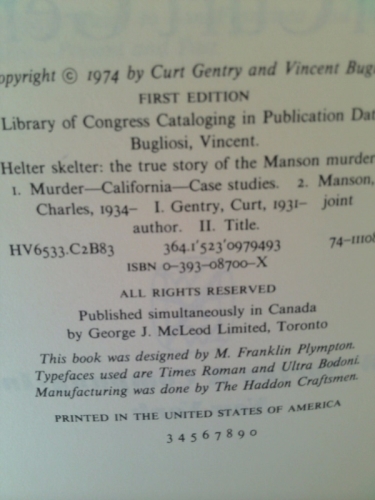 opyright © 1974 by Curt Gentry and Vincent Bug
FIRST EDITION
Library of Congress Cataloging in Publication Dat
Bugliosi, Vincent.
Helter skelter: the true story of the Manson murder
1. Murder—California—Case studies. 2. Manson,
Charles, 1934– I. Gentry, Curt, 1931– joint
author. II. Title.
HV6533.C2B83 364.1'523'0979493 74–1110
ISBN 0–393–08700–X
ALL RIGHTS RESERVED
Published simultaneously in Canada
by George J. McLeod Limited, Toronto
This book was designed by M. Franklin Plympton.
Typefaces used are Times Roman and Ultra Bodoni.
Manufacturing was done by The Haddon Craftsmen.
PRINTED IN THE UNITED STATES OF AMERICA
3 4 5 6 7 8 9 0